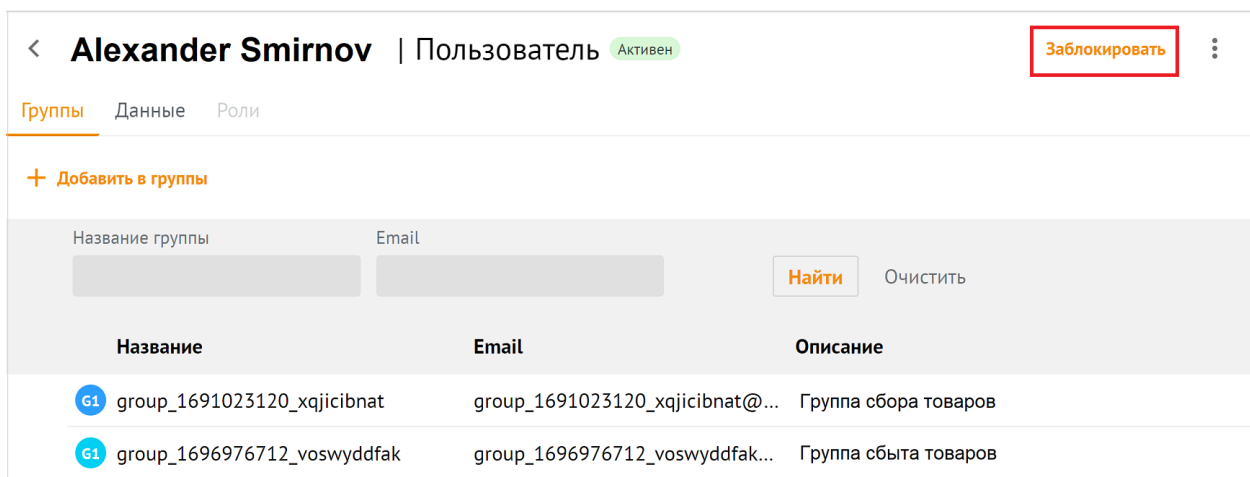 Alexander Smirnov | Пользователь Активен Заблокировать
Группы Данные Роли
+ Добавить в группы
Название группы Email
Найти Очистить
Название Email Описание
G1 group_1691023120_xqjicibnat group_1691023120_xqjicibnat@... Группа сбора товаров
G1 group_1696976712_voswyddfak group_1696976712_voswyddfak... Группа сбыта товаров